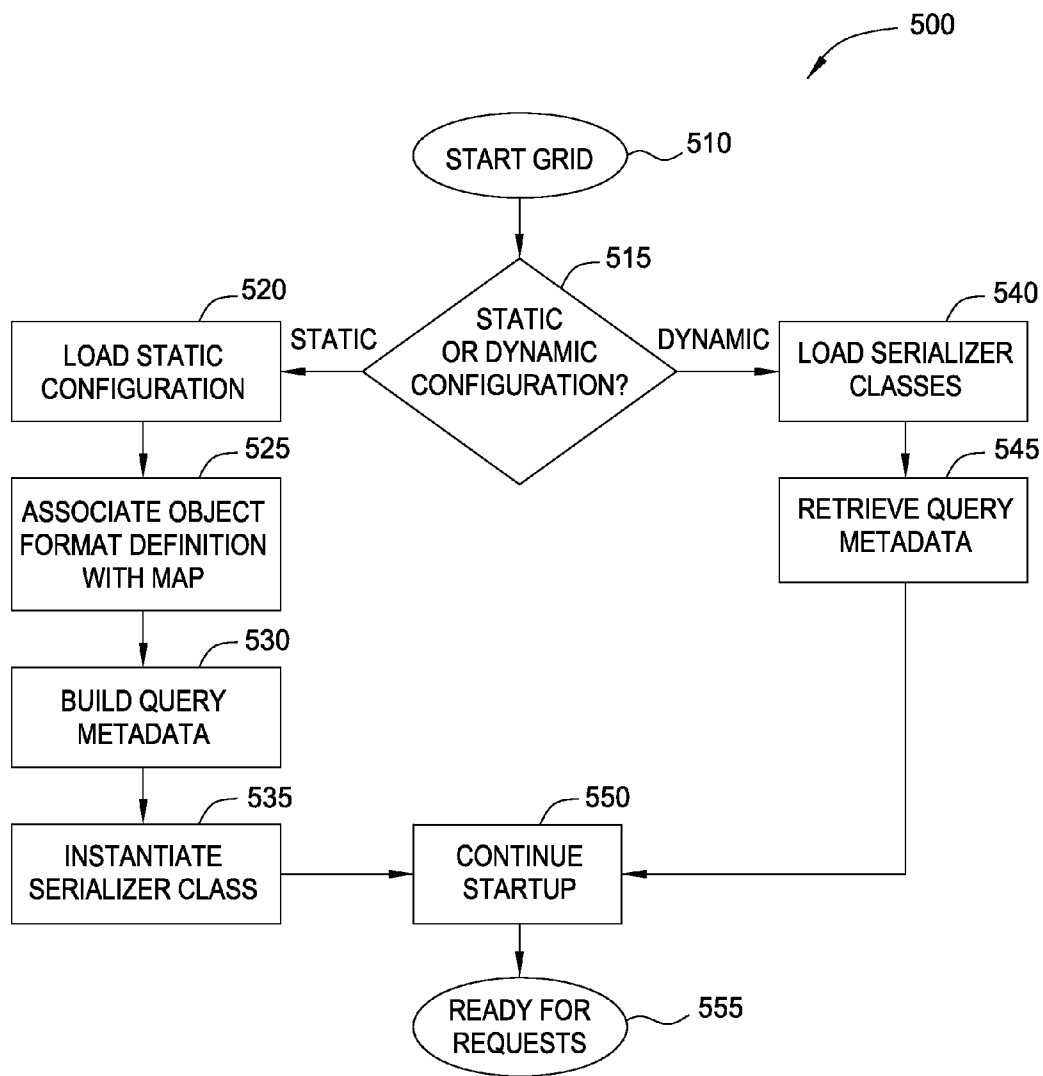 500
START GRID
510
515
STATIC
OR DYNAMIC
CONFIGURATION?
STATIC
DYNAMIC
520
LOAD STATIC
CONFIGURATION
540
LOAD SERIALIZER
CLASSES
525
ASSOCIATE OBJECT
FORMAT DEFINITION
WITH MAP
545
RETRIEVE QUERY
METADATA
530
BUILD QUERY
METADATA
535
INSTANTIATE
SERIALIZER CLASS
550
CONTINUE
STARTUP
READY FOR
REQUESTS
555